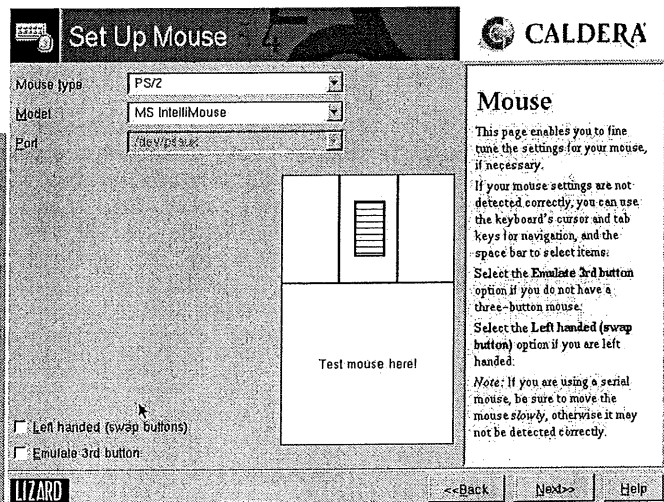 Set Up Mouse
CALDERA
Mouse type PS/2
Model MS IntelliMouse
Port /dev/psaux
Test mouse here!
Left handed (swap buttons)
Emulate 3rd button
Mouse
This page enables you to fine
tune the settings for your mouse,
if necessary.
If your mouse settings are not
detected correctly, you can use
the keyboard's cursor and tab
keys for navigation, and the
space bar to select items.
Select the Emulate 3rd button
option if you do not have a
three-button mouse.
Select the Left handed (swap
button) option if you are left
handed.
Note: If you are using a serial
mouse, be sure to move the
mouse slowly, otherwise it may
not be detected correctly.
LIZARD
<<Back Next>> Help